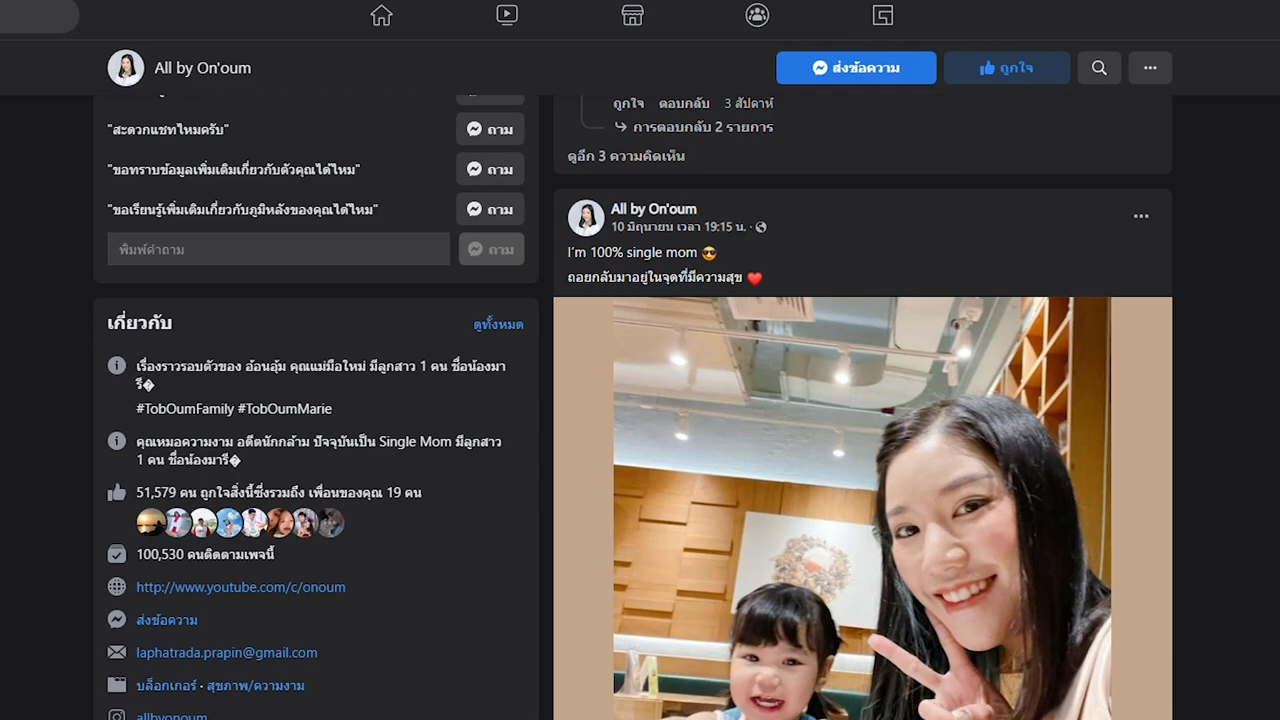 All by On'oum
ส่งข้อความ
ถูกใจ
"สะดวกแชทไหมครับ"
ถาม
"ขอทราบข้อมูลเพิ่มเติมเกี่ยวกับตัวคุณได้ไหม"
ถาม
"ขอเรียนรู้เพิ่มเติมเกี่ยวกับภูมิหลังของคุณได้ไหม"
ถาม
พิมพ์คำถาม
ถาม
เกี่ยวกับ
ดูทั้งหมด
เรื่องราวรอบตัวของ อ้อนอุ้ม คุณแม่มือใหม่ มีลูกสาว 1 คน ชื่อน้องมา
รี�
#TobOumFamily #TobOumMarie
คุณหมอความงาม อดีตนักกล้าม ปัจจุบันเป็น Single Mom มีลูกสาว
1 คน ชื่อน้องมารี�
51,579 คน ถูกใจสิ่งนี้ซึ่งรวมถึง เพื่อนของคุณ 19 คน
100,530 คนติดตามเพจนี้
http://www.youtube.com/c/onoum
ส่งข้อความ
laphatrada.prapin@gmail.com
บล็อกเกอร์ · สุขภาพ/ความงาม
allbyonoum
ถูกใจ ตอบกลับ 3 สัปดาห์
การตอบกลับ 2 รายการ
ดูอีก 3 ความคิดเห็น
All by On'oum
10 มิถุนายน เวลา 19:15 น. ·
I'm 100% single mom 😎
ถอยกลับมาอยู่ในจุดที่มีความสุข ❤️